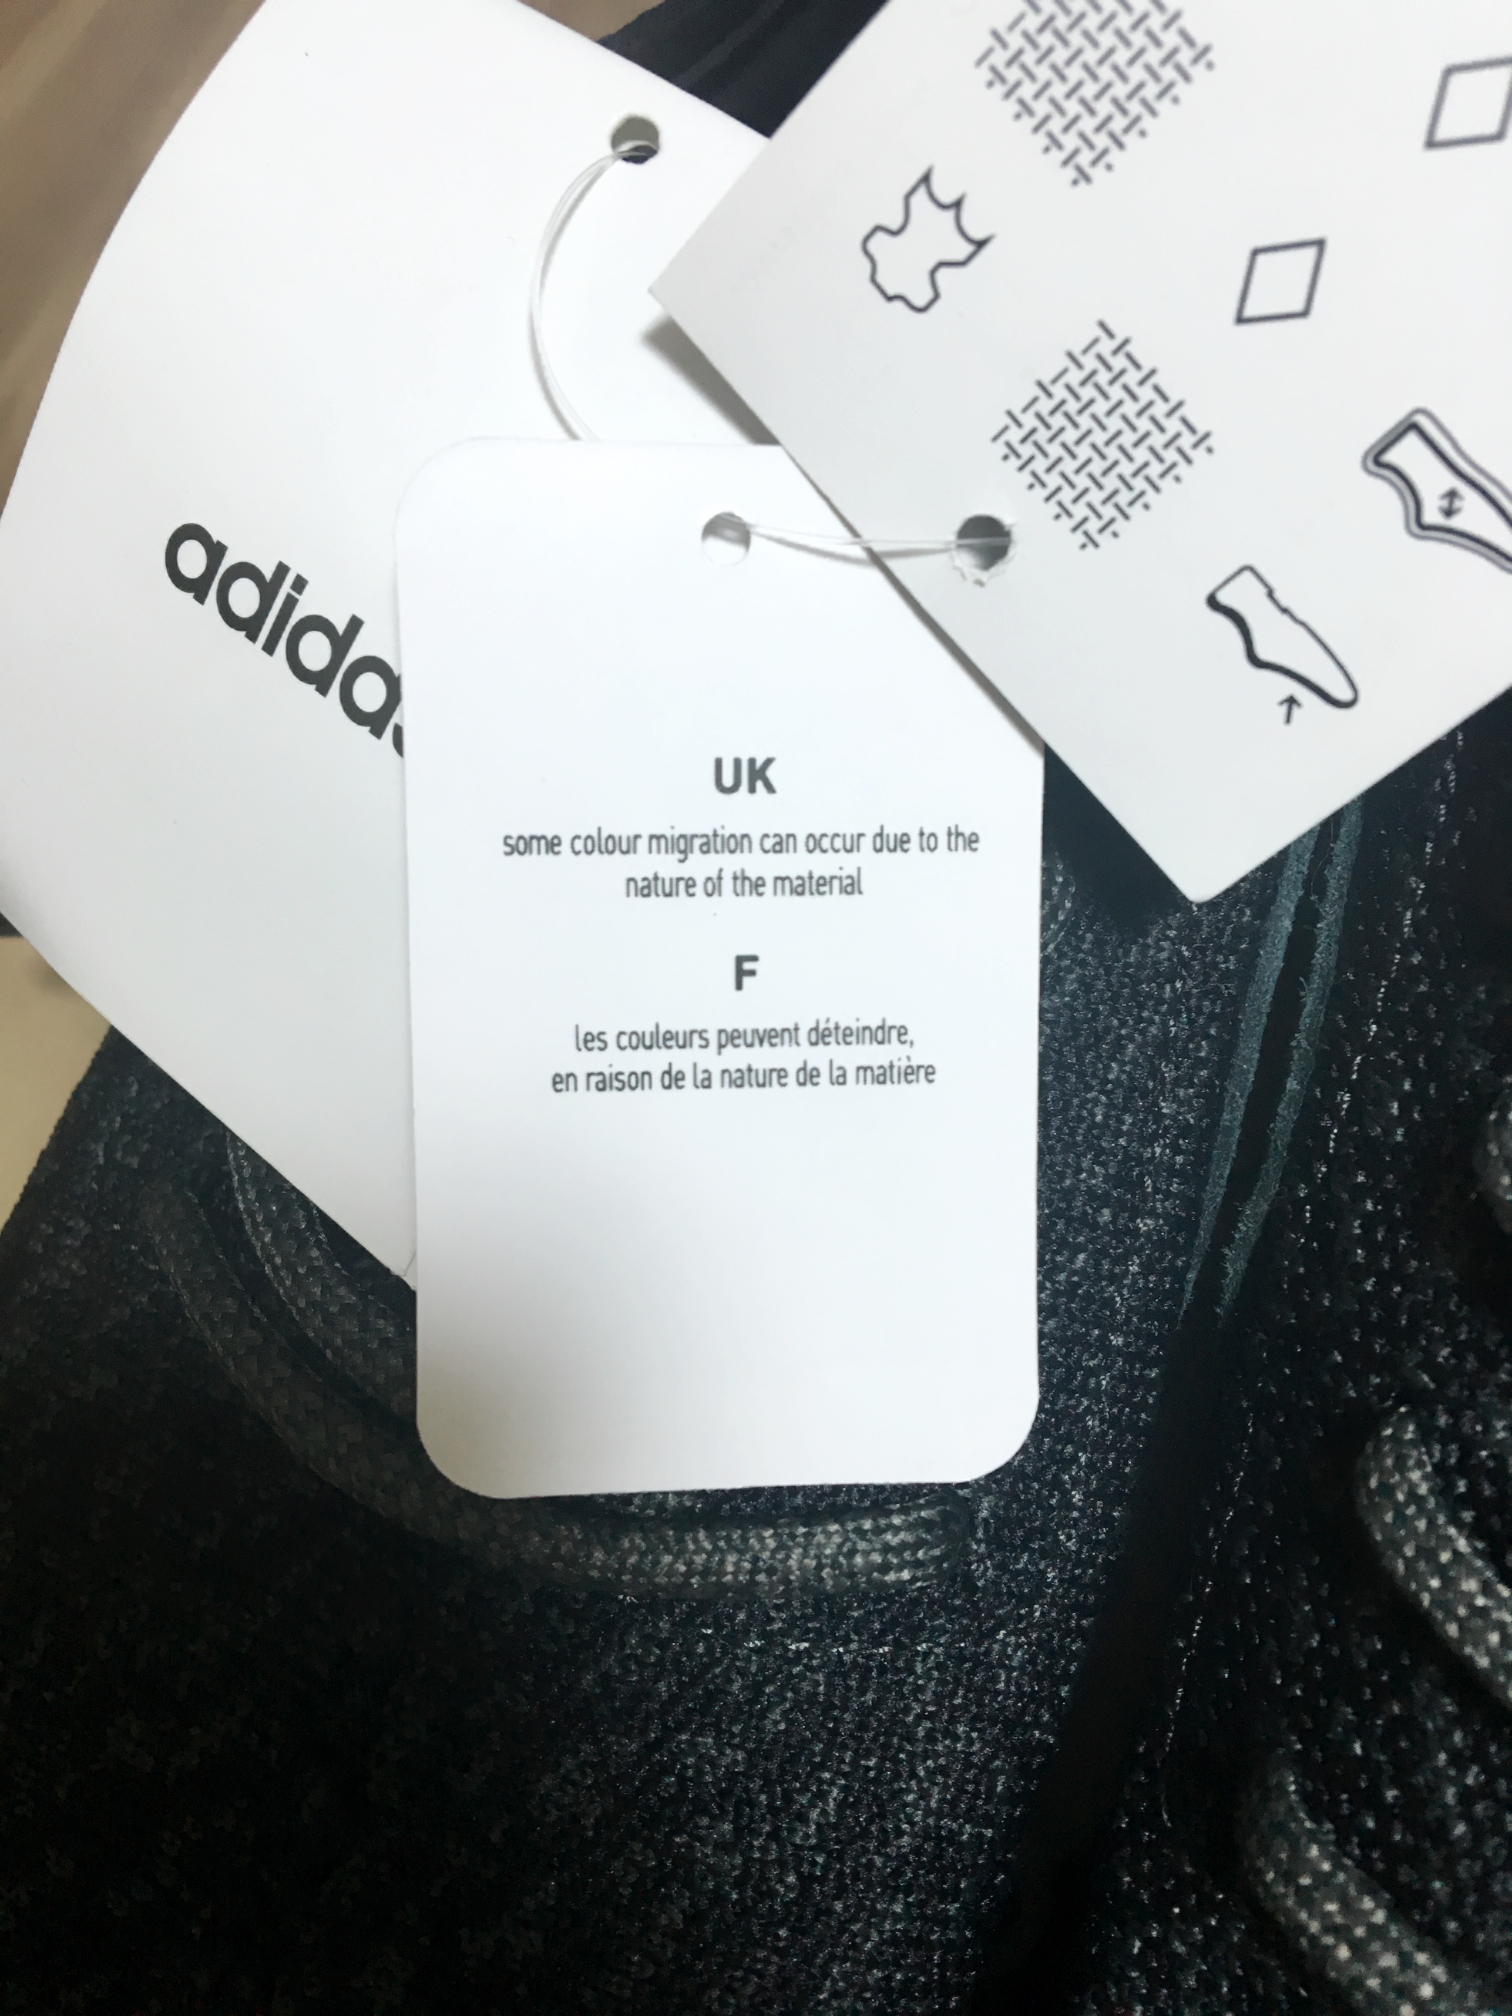 adidas
UK
some colour migration can occur due to the
nature of the material
F
les couleurs peuvent déteindre,
en raison de la nature de la matière